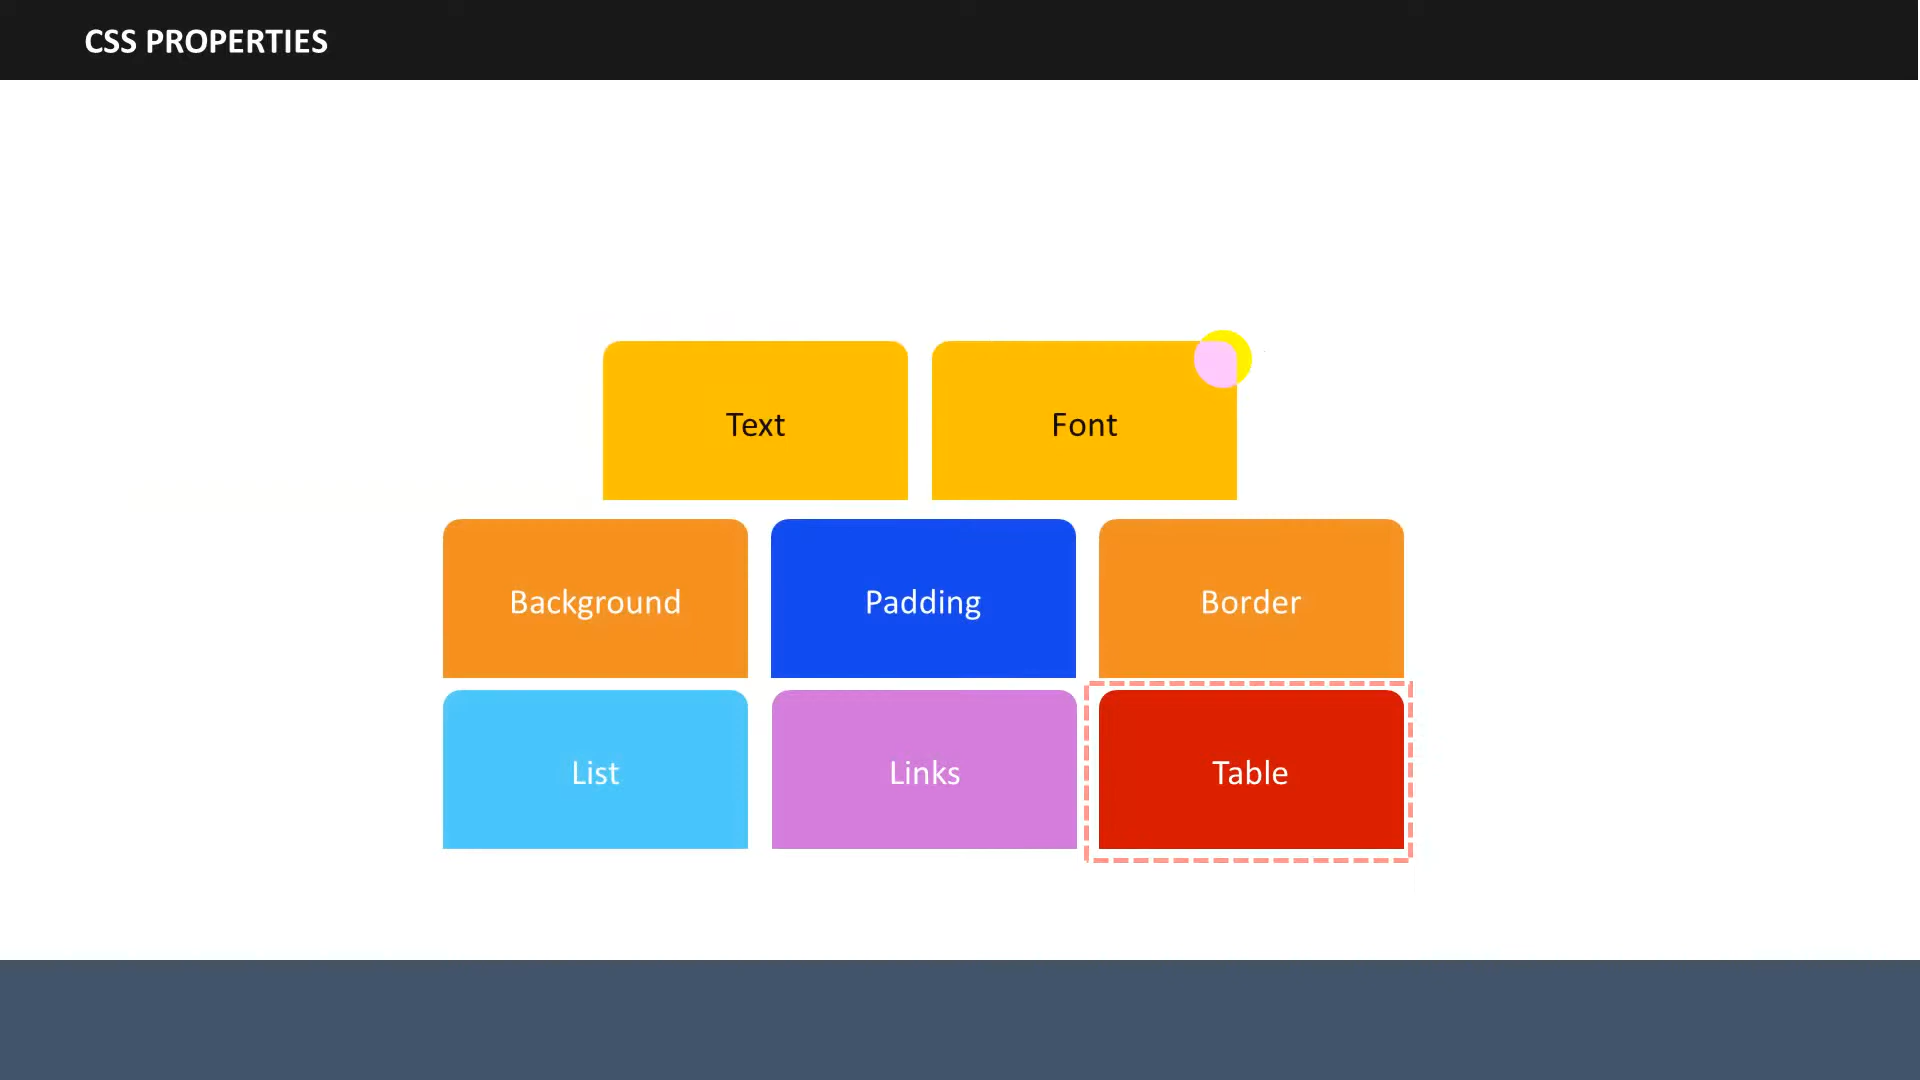 CSS PROPERTIES
Text
Font
Background
Padding
Border
List
Links
Table